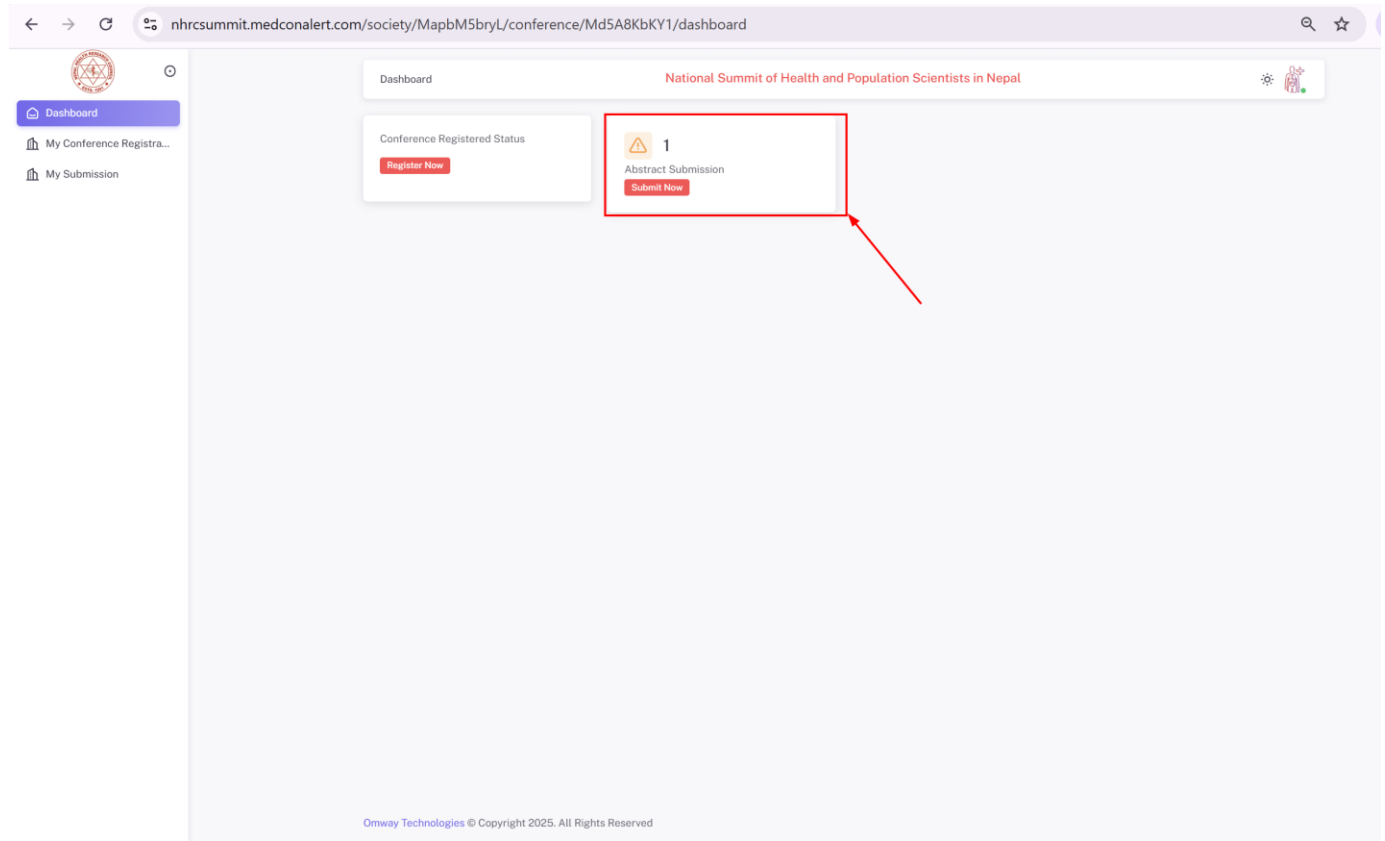 nhrcsummit.medconalert.com/society/MapbM5bryL/conference/Md5A8KbKY1/dashboard
Dashboard
National Summit of Health and Population Scientists in Nepal
Dashboard
My Conference Registra...
My Submission
Conference Registered Status
Register Now
1
Abstract Submission
Submit Now
Omway Technologies © Copyright 2025. All Rights Reserved